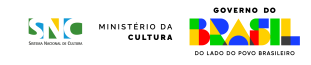 SNC
SISTEMA NACIONAL DE CULTURA
MINISTÉRIO DA
CULTURA
GOVERNO DO
BRASIL
DO LADO DO POVO BRASILEIRO